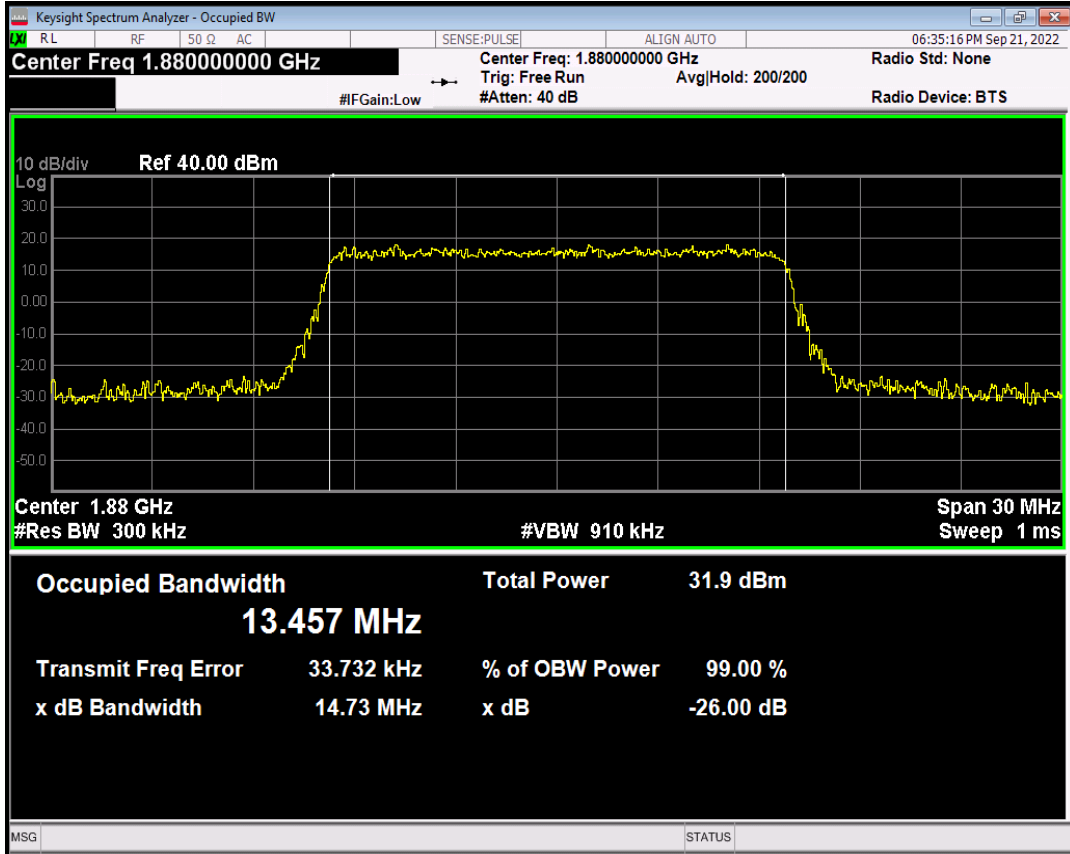 Keysight Spectrum Analyzer - Occupied BW
LXI RL RF 50 Ω AC SENSE:PULSE ALIGN AUTO 06:35:16 PM Sep 21, 2022
Center Freq 1.880000000 GHz Center Freq: 1.880000000 GHz Radio Std: None
Trig: Free Run Avg|Hold: 200/200
#IFGain:Low #Atten: 40 dB Radio Device: BTS
10 dB/div Ref 40.00 dBm
Log
30.0
20.0
10.0
0.00
-10.0
-20.0
-30.0
-40.0
-50.0
Center 1.88 GHz Span 30 MHz
#Res BW 300 kHz #VBW 910 kHz Sweep 1 ms
Occupied Bandwidth Total Power 31.9 dBm
13.457 MHz
Transmit Freq Error 33.732 kHz % of OBW Power 99.00 %
x dB Bandwidth 14.73 MHz x dB -26.00 dB
MSG STATUS